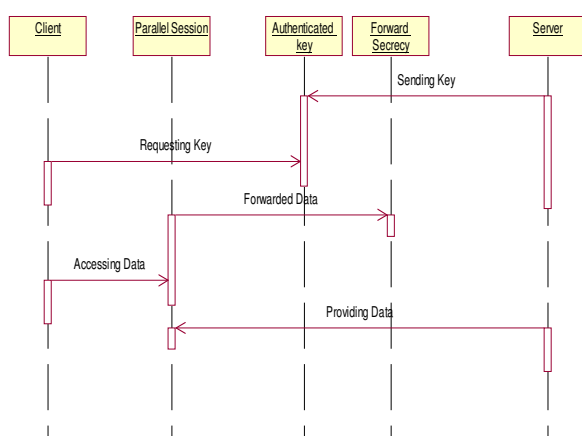 Client
Parallel Session
Authenticated
key
Forward
Secrecy
Server
Sending Key
Requesting Key
Forwarded Data
Accessing Data
Providing Data